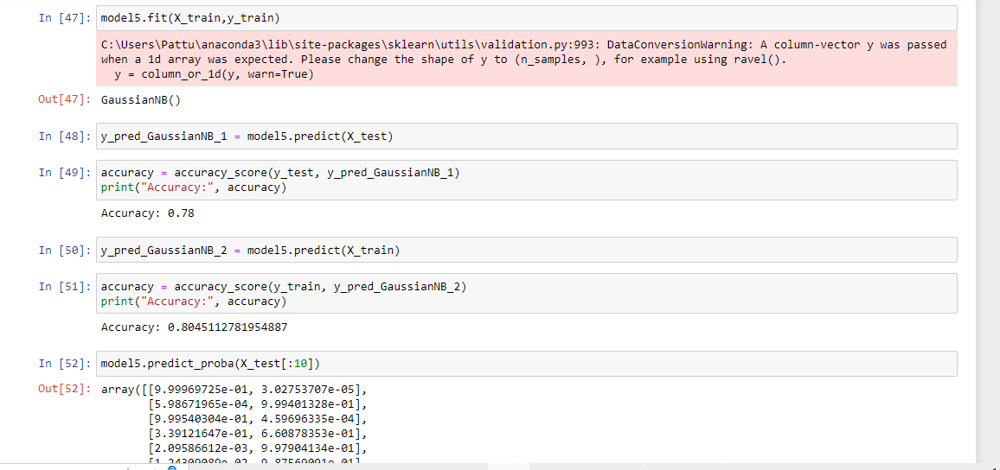 In [47]: model5.fit(X_train,y_train)
C:\Users\Pattu\anaconda3\lib\site-packages\sklearn\utils\validation.py:993: DataConversionWarning: A column-vector y was passed
when a 1d array was expected. Please change the shape of y to (n_samples, ), for example using ravel().
y = column_or_1d(y, warn=True)
Out[47]: GaussianNB()
In [48]: y_pred_GaussianNB_1 = model5.predict(X_test)
In [49]: accuracy = accuracy_score(y_test, y_pred_GaussianNB_1)
print("Accuracy:", accuracy)
Accuracy: 0.78
In [50]: y_pred_GaussianNB_2 = model5.predict(X_train)
In [51]: accuracy = accuracy_score(y_train, y_pred_GaussianNB_2)
print("Accuracy:", accuracy)
Accuracy: 0.8045112781954887
In [52]: model5.predict_proba(X_test[:10])
Out[52]: array([[9.99969725e-01, 3.02753707e-05],
[5.98671965e-04, 9.99401328e-01],
[9.99540304e-01, 4.59696335e-04],
[3.39121647e-01, 6.60878353e-01],
[2.09586612e-03, 9.97904134e-01],